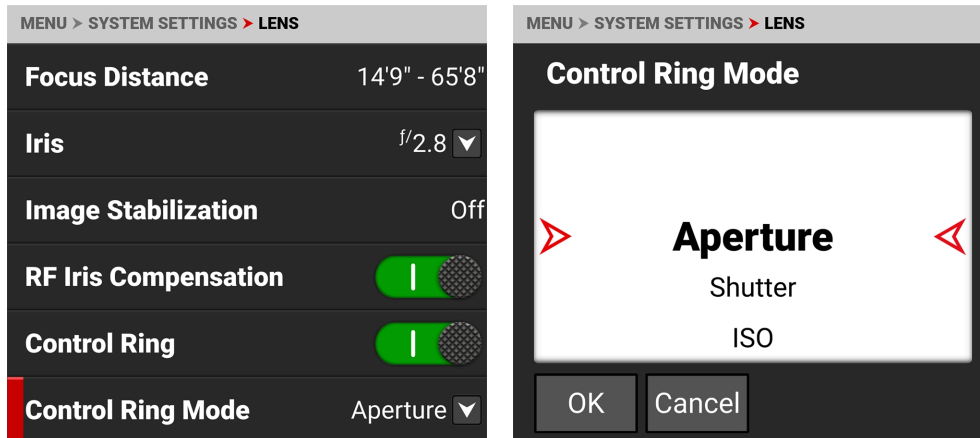 MENU > SYSTEM SETTINGS > LENS
Focus Distance 14'9" - 65'8"
Iris ƒ/2.8
Image Stabilization Off
RF Iris Compensation
Control Ring
Control Ring Mode Aperture
MENU > SYSTEM SETTINGS > LENS
Control Ring Mode
Aperture
Shutter
ISO
OK Cancel